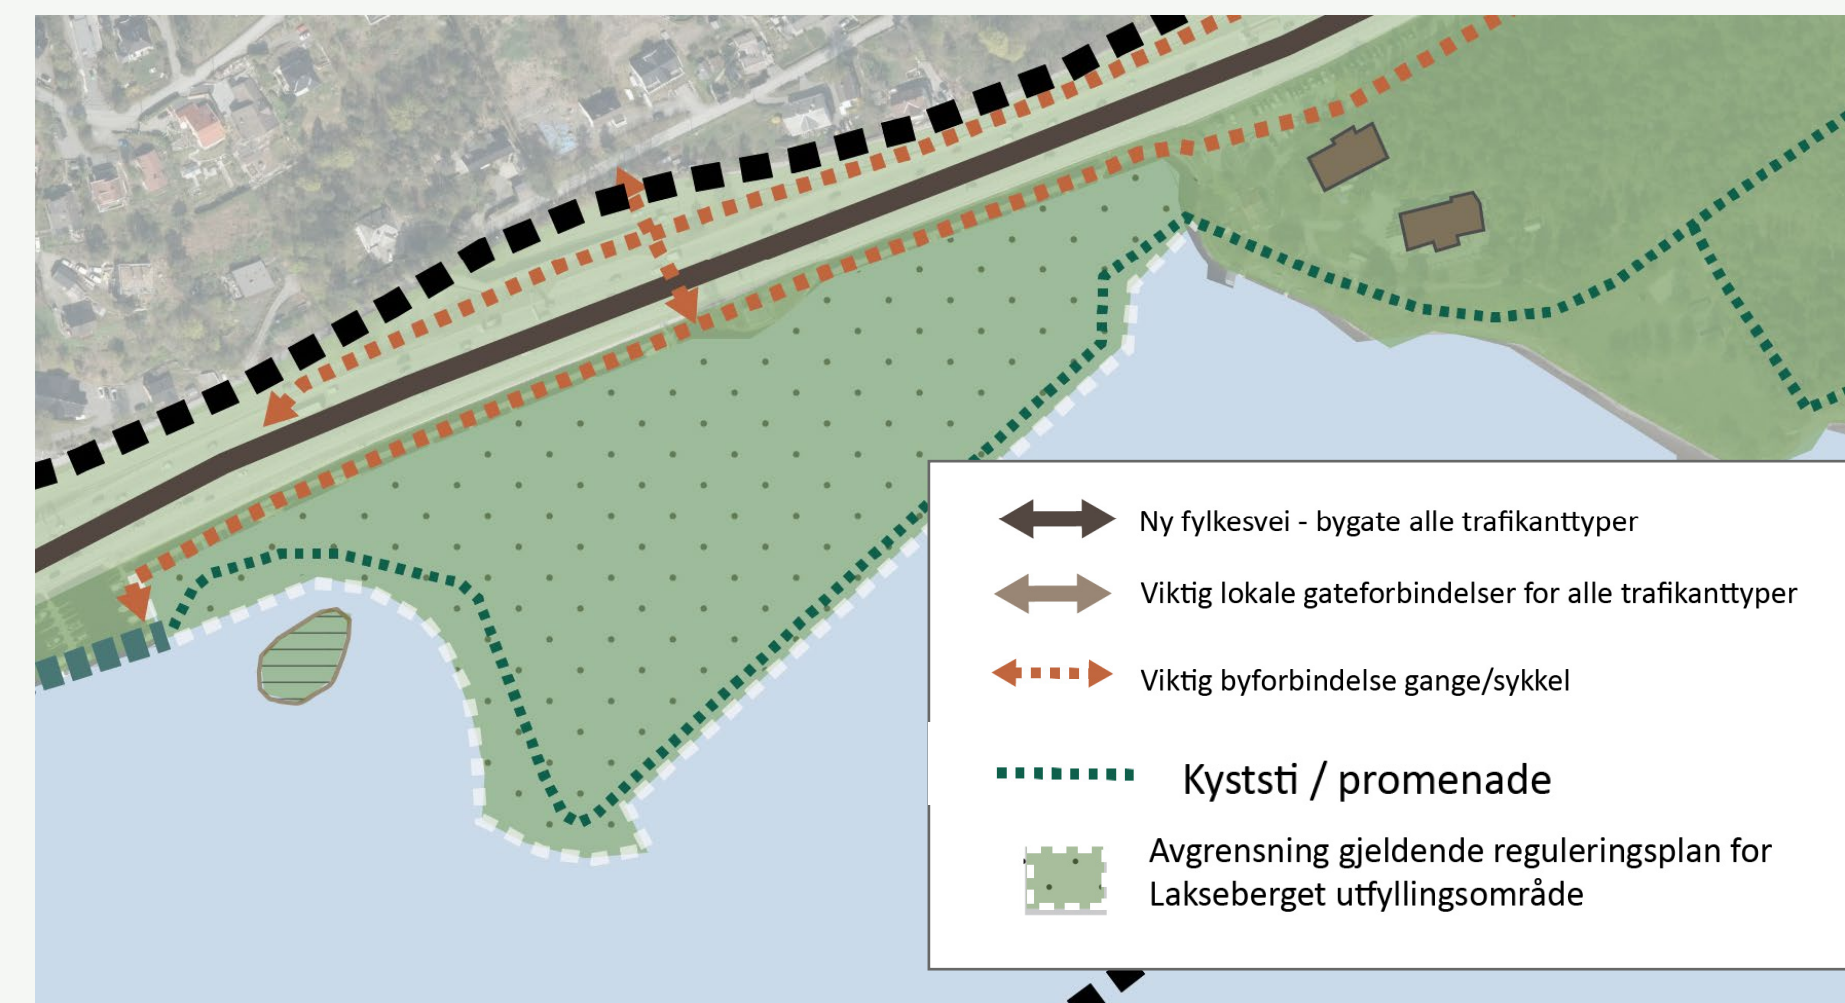 Ny fylkesvei - bygate alle trafikanttyper
Viktig lokale gateforbindelser for alle trafikanttyper
Viktig byforbindelse gange/sykkel
Kyststi / promenade
Avgrensning gjeldende reguleringsplan for
Lakseberget utfyllingsområde